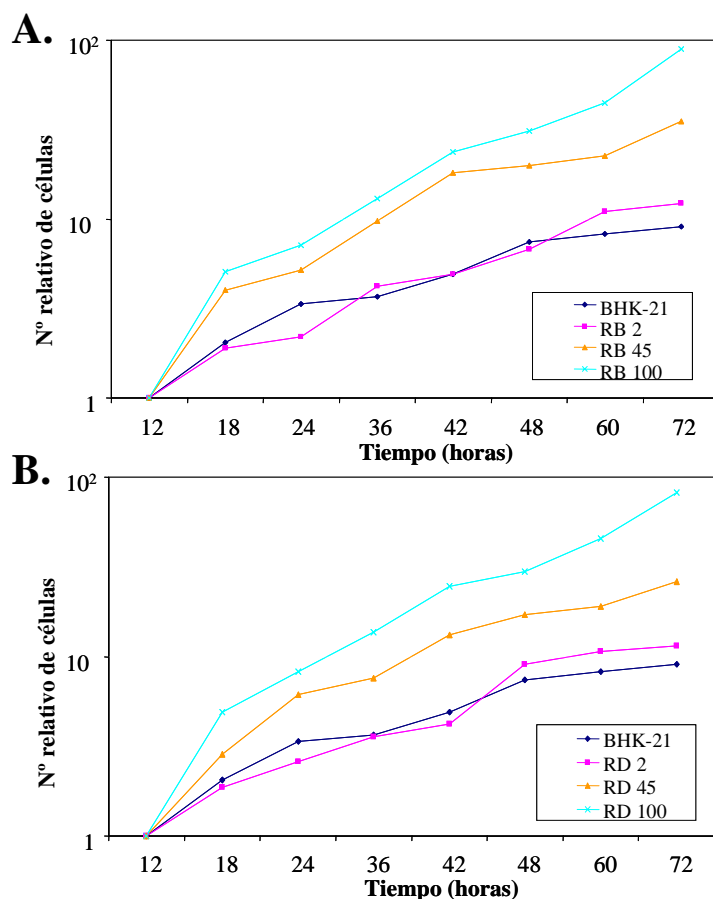 A.
10²
10
1
Nº relativo de células
BHK-21
RB 2
RB 45
RB 100
12 18 24 36 42 48 60 72
Tiempo (horas)
B.
10²
10
1
Nº relativo de células
BHK-21
RD 2
RD 45
RD 100
12 18 24 36 42 48 60 72
Tiempo (horas)